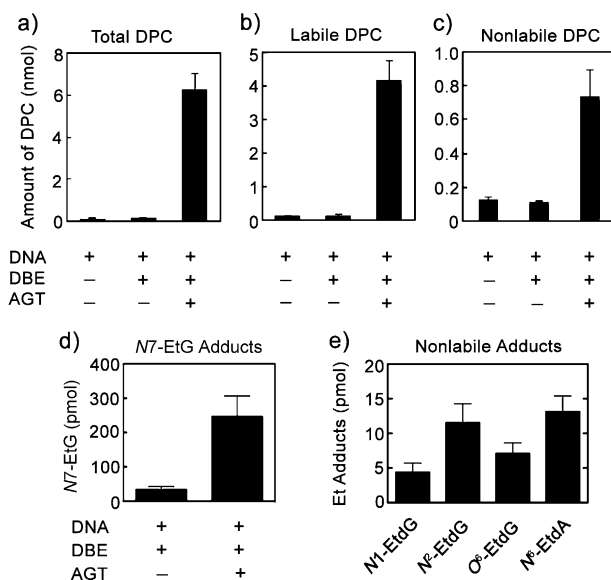 a) Total DPC
b) Labile DPC
c) Nonlabile DPC
Amount of DPC (nmol)
8
6
4
2
0
5
4
3
2
1
0
1.0
0.8
0.6
0.4
0.2
0
DNA + + + + + + + + +
DBE – + + – + + – + +
AGT – – + – – + – – +
d) N7-EtG Adducts
N7-EtG (pmol)
400
300
200
100
0
DNA + +
DBE + +
AGT – +
e) Nonlabile Adducts
Et Adducts (pmol)
20
15
10
5
0
N1-EtdG
N²-EtdG
O⁶-EtdG
N⁶-EtdA